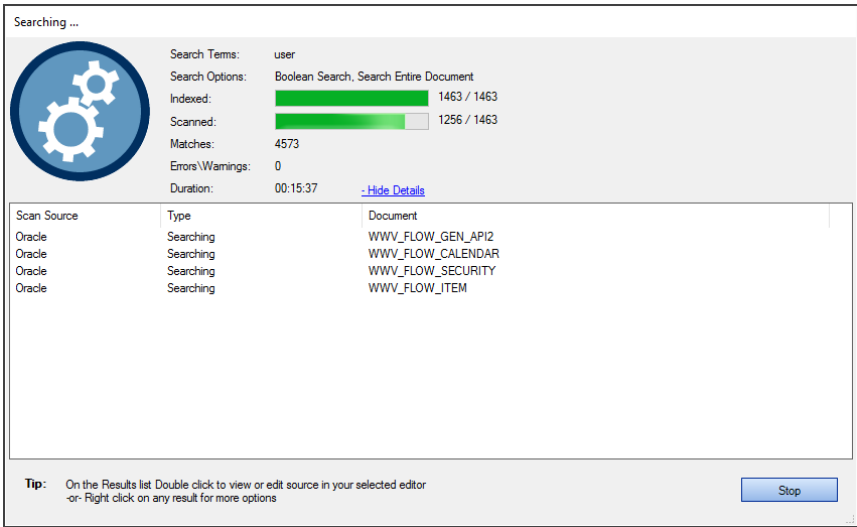 Searching ...
Search Terms: user
Search Options: Boolean Search, Search Entire Document
Indexed: 1463 / 1463
Scanned: 1256 / 1463
Matches: 4573
Errors\Warnings: 0
Duration: 00:15:37 - Hide Details
Scan Source Type Document
Oracle Searching WWV_FLOW_GEN_API2
Oracle Searching WWV_FLOW_CALENDAR
Oracle Searching WWV_FLOW_SECURITY
Oracle Searching WWV_FLOW_ITEM
Tip: On the Results list Double click to view or edit source in your selected editor
-or- Right click on any result for more options
Stop